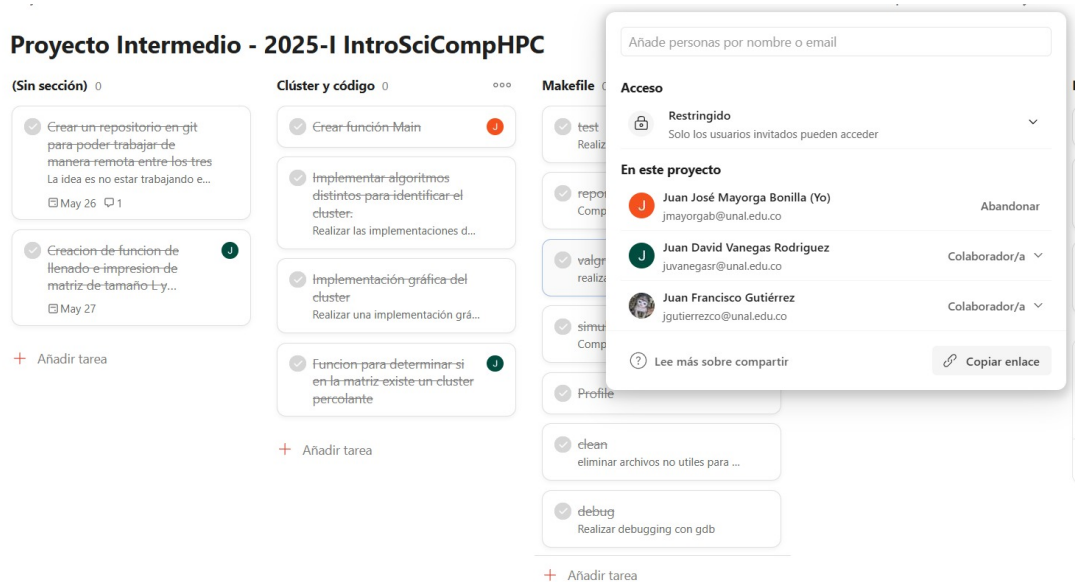 Proyecto Intermedio - 2025-I IntroSciCompHPC
(Sin sección) 0
Crear un repositorio en git
para poder trabajar de
manera remota entre los tres
La idea es no estar trabajando e...
May 26 1
Creacion de funcion de
llenado e impresion de
matriz de tamaño L y...
J
May 27
+ Añadir tarea
Clúster y código 0
Crear función Main
J
Implementar algoritmos
distintos para identificar el
cluster.
Realizar las implementaciones d...
Implementación gráfica del
cluster
Realizar una implementación grá...
Funcion para determinar si
en la matriz existe un cluster
percolante
J
+ Añadir tarea
Makefile
test
Realiz
repor
Comp
valgr
realiza
simu
Comp
Profile
clean
eliminar archivos no utiles para ...
debug
Realizar debugging con gdb
+ Añadir tarea
Añade personas por nombre o email
Acceso
Restringido
Solo los usuarios invitados pueden acceder
En este proyecto
J
Juan José Mayorga Bonilla (Yo)
jmayorgab@unal.edu.co
Abandonar
J
Juan David Vanegas Rodriguez
juvanegasr@unal.edu.co
Colaborador/a
Juan Francisco Gutiérrez
jgutierrezco@unal.edu.co
Colaborador/a
? Lee más sobre compartir
Copiar enlace